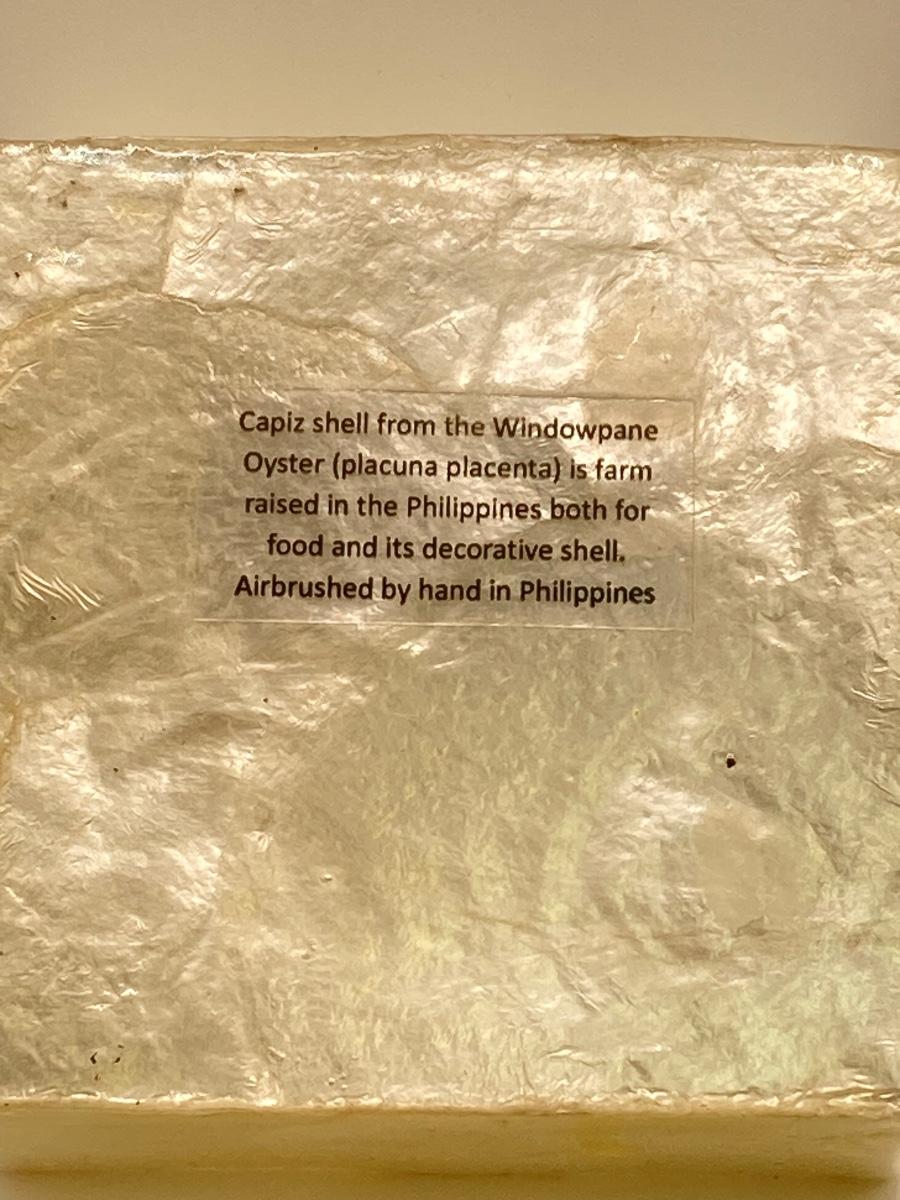 Capiz shell from the Windowpane
Oyster (placuna placenta) is farm
raised in the Philippines both for
food and its decorative shell.
Airbrushed by hand in Philippines